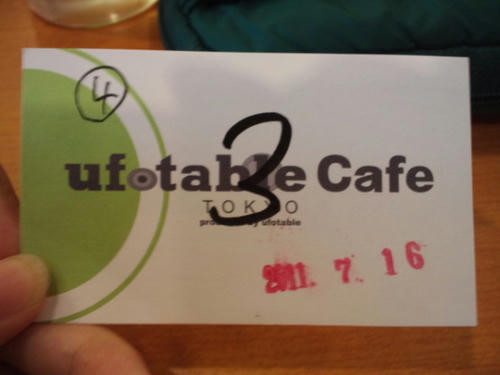 4
3
ufotable Cafe
TOKYO
produced by ufotable
2011. 7. 16